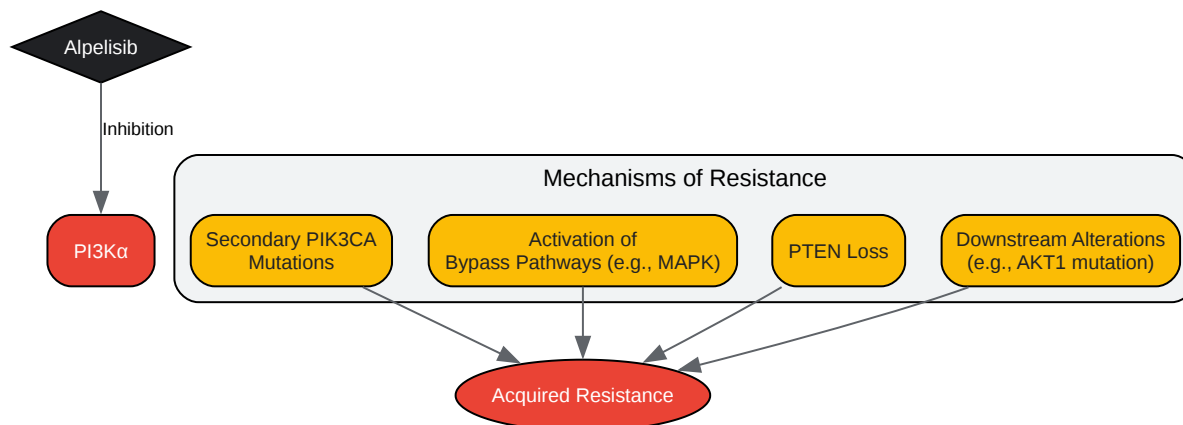 Alpelisib
Inhibition
Mechanisms of Resistance
PI3Kα
Secondary PIK3CA
Mutations
Activation of
Bypass Pathways (e.g., MAPK)
PTEN Loss
Downstream Alterations
(e.g., AKT1 mutation)
Acquired Resistance